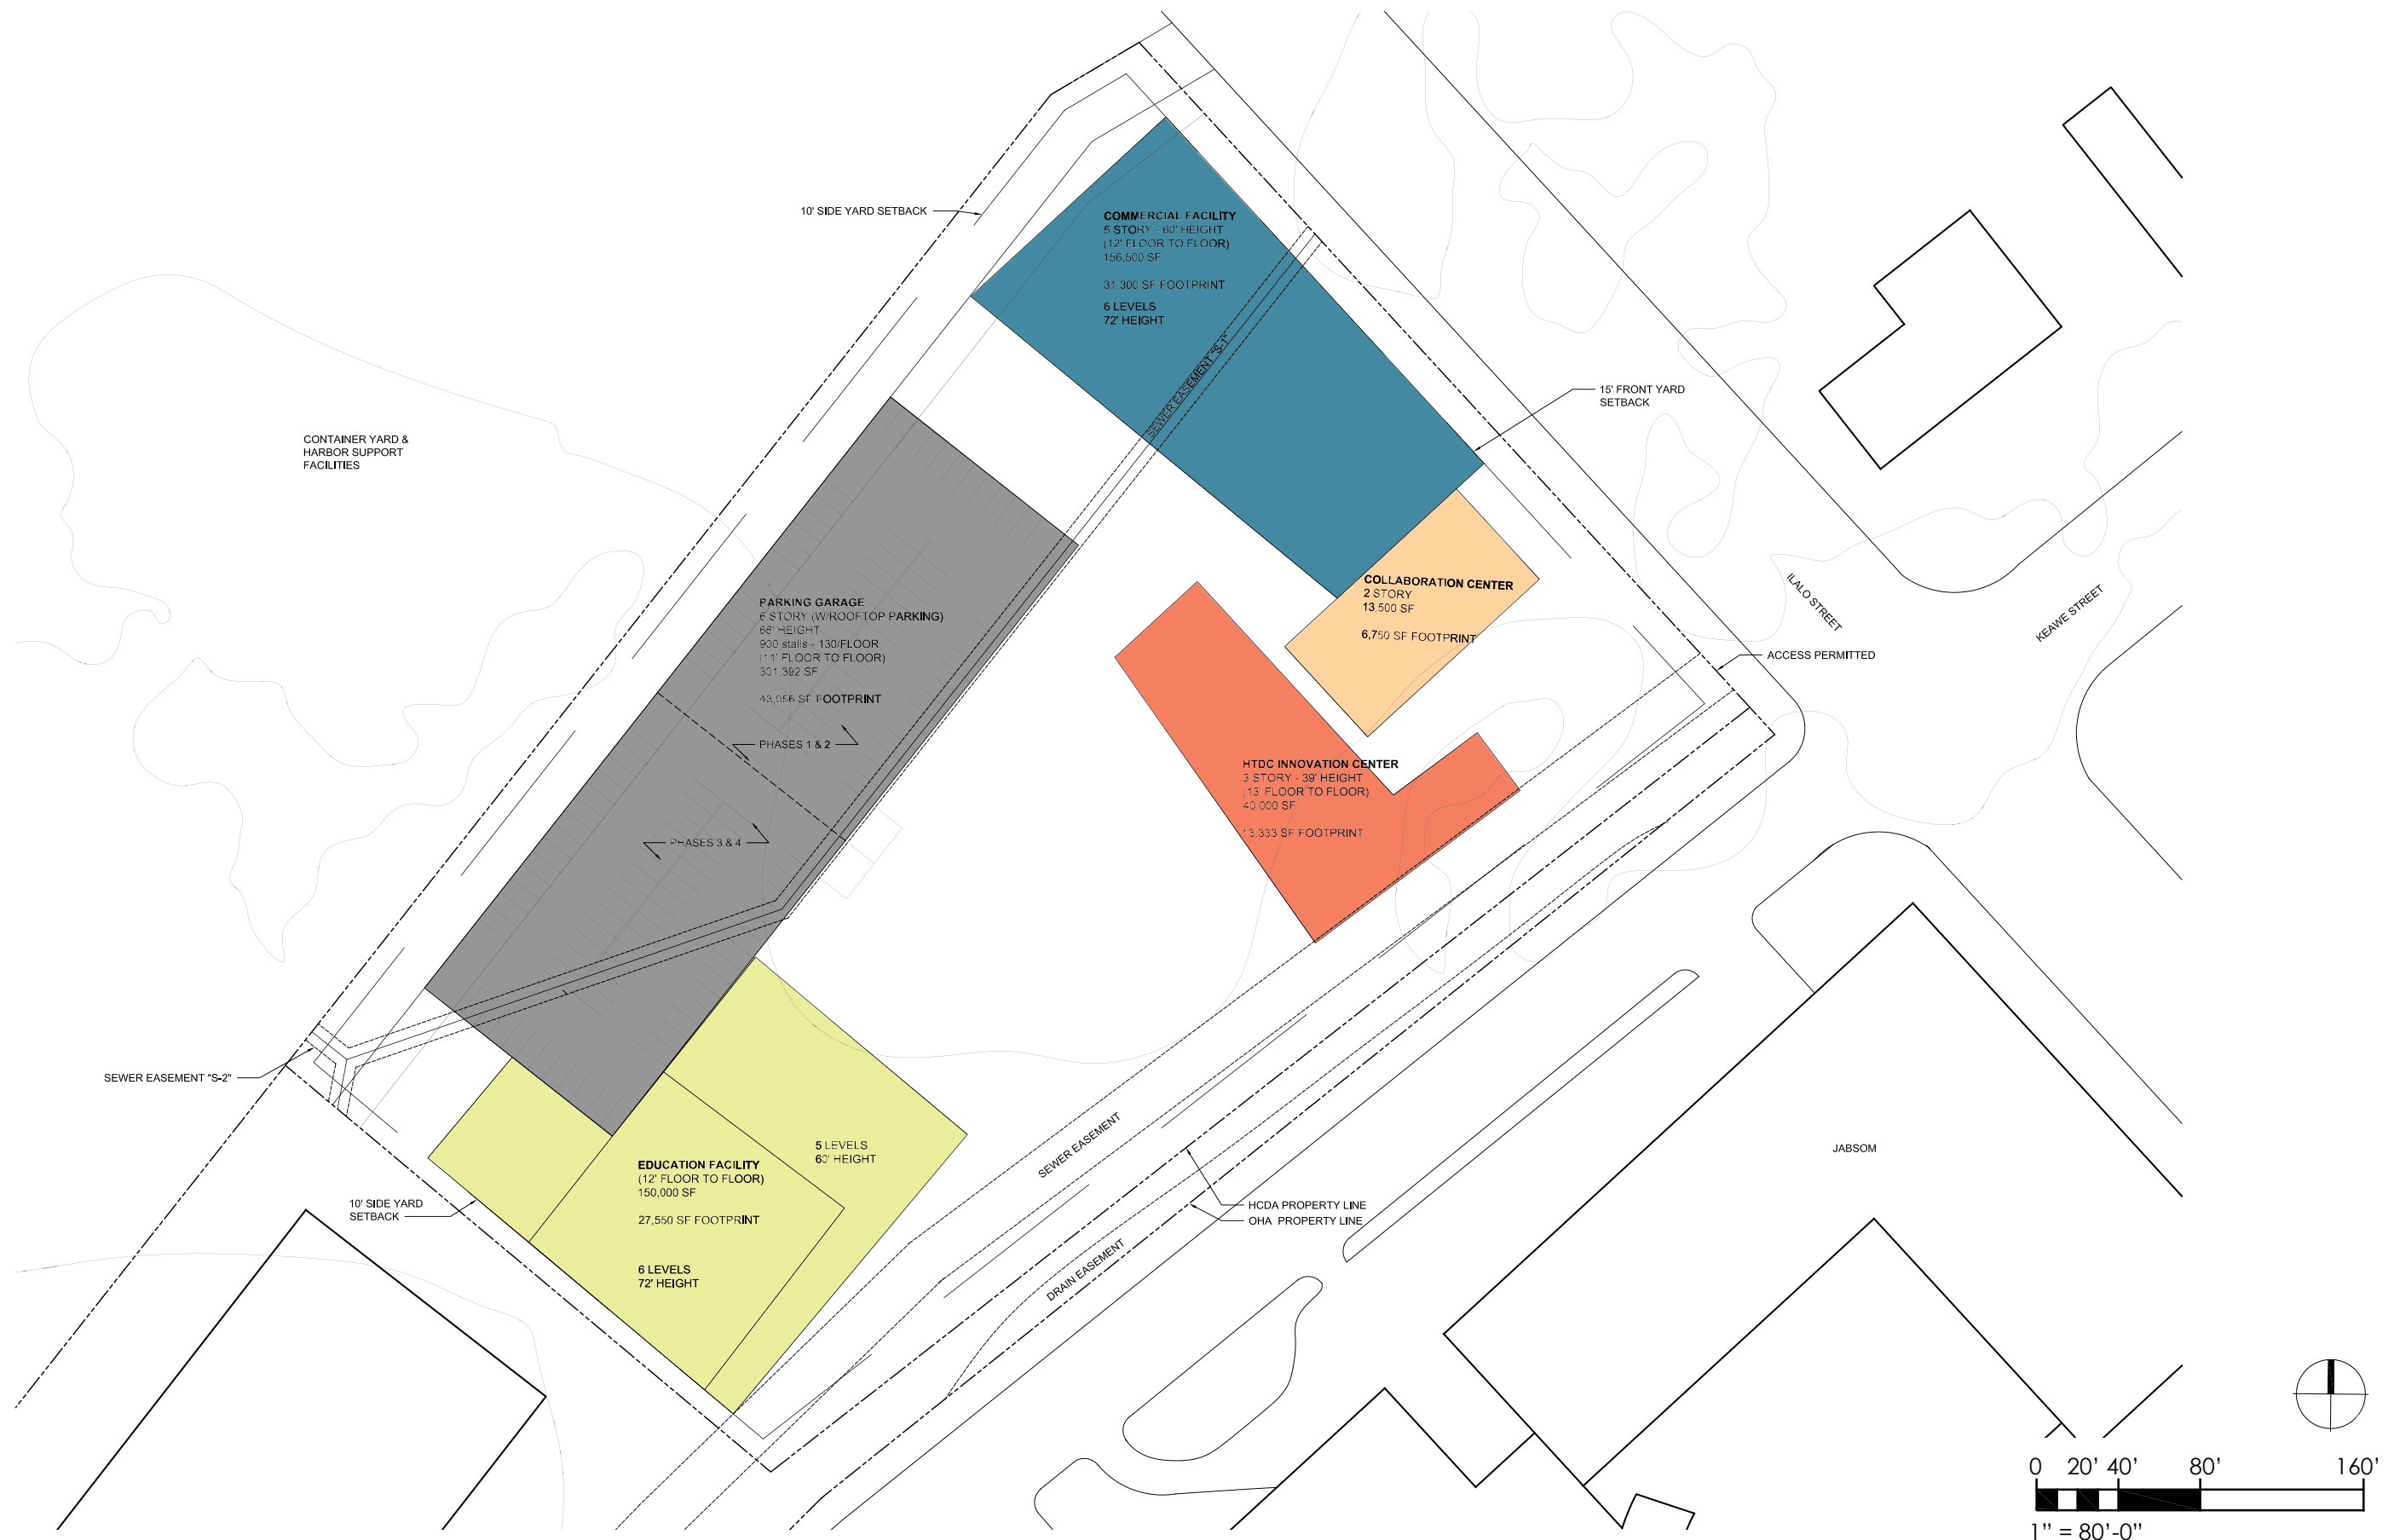 10' SIDE YARD SETBACK
COMMERCIAL FACILITY
5 STORY - 60' HEIGHT
(12' FLOOR TO FLOOR)
156,500 SF
31,300 SF FOOTPRINT
6 LEVELS
72' HEIGHT
SEWER EASEMENT "S-1"
15' FRONT YARD
SETBACK
CONTAINER YARD &
HARBOR SUPPORT
FACILITIES
COLLABORATION CENTER
2 STORY
13,500 SF
6,750 SF FOOTPRINT
ILALO STREET
KEAWE STREET
ACCESS PERMITTED
PARKING GARAGE
6 STORY (W/ROOFTOP PARKING)
66' HEIGHT
900 stalls - 130/FLOOR
(11' FLOOR TO FLOOR)
301,392 SF
43,056 SF FOOTPRINT
PHASES 1 & 2
PHASES 3 & 4
HTDC INNOVATION CENTER
3 STORY - 39' HEIGHT
(13' FLOOR TO FLOOR)
40,000 SF
13,333 SF FOOTPRINT
SEWER EASEMENT "S-2"
SEWER EASEMENT
JABSOM
5 LEVELS
60' HEIGHT
EDUCATION FACILITY
(12' FLOOR TO FLOOR)
150,000 SF
27,550 SF FOOTPRINT
6 LEVELS
72' HEIGHT
10' SIDE YARD
SETBACK
HCDA PROPERTY LINE
OHA PROPERTY LINE
DRAIN EASEMENT
0 20' 40' 80' 160'
1" = 80'-0"